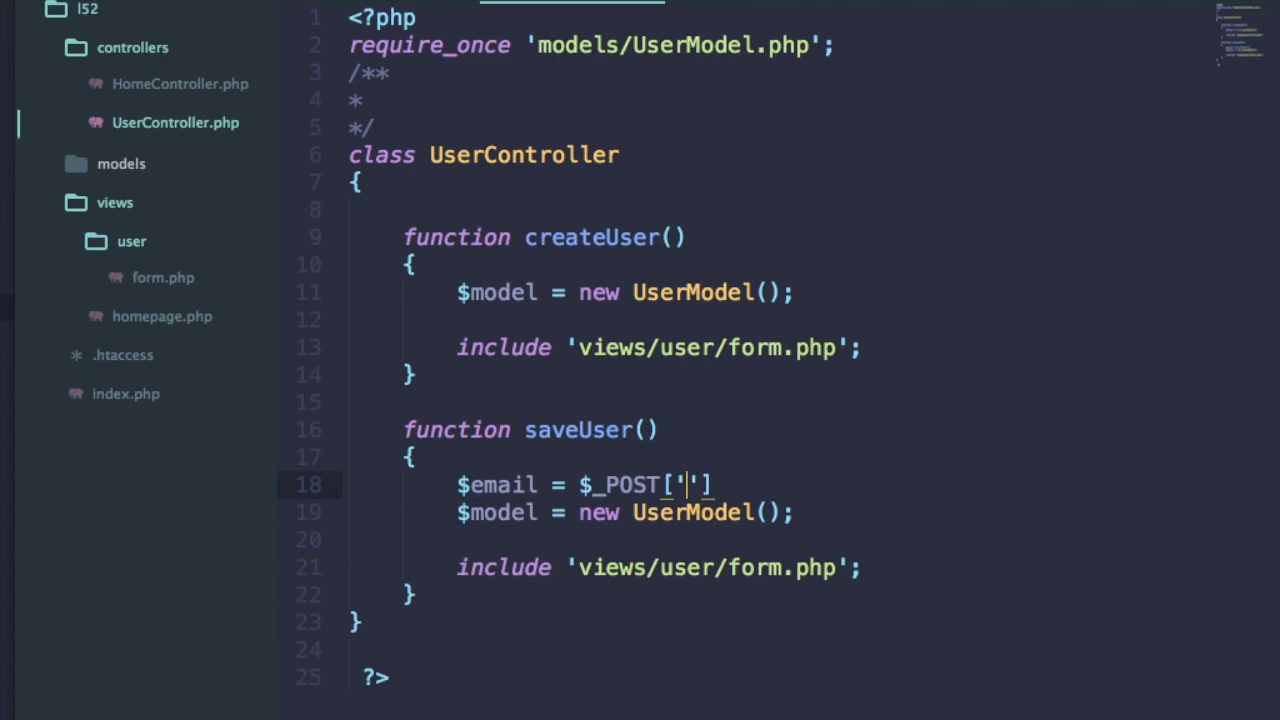 l52
controllers
HomeController.php
UserController.php
models
views
user
form.php
homepage.php
.htaccess
index.php
1 <?php
2 require_once 'models/UserModel.php';
3 /**
4 *
5 */
6 class UserController
7 {
8
9 function createUser()
10 {
11 $model = new UserModel();
12
13 include 'views/user/form.php';
14 }
15
16 function saveUser()
17 {
18 $email = $_POST['']
19 $model = new UserModel();
20
21 include 'views/user/form.php';
22 }
23 }
24
25 ?>